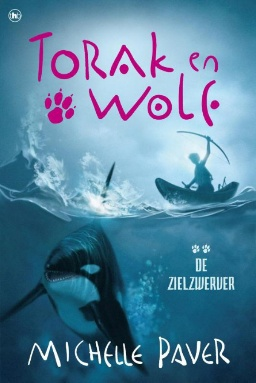 TORAK en
WOLF
DE
ZIELZWERVER
MICHELLE PAVER